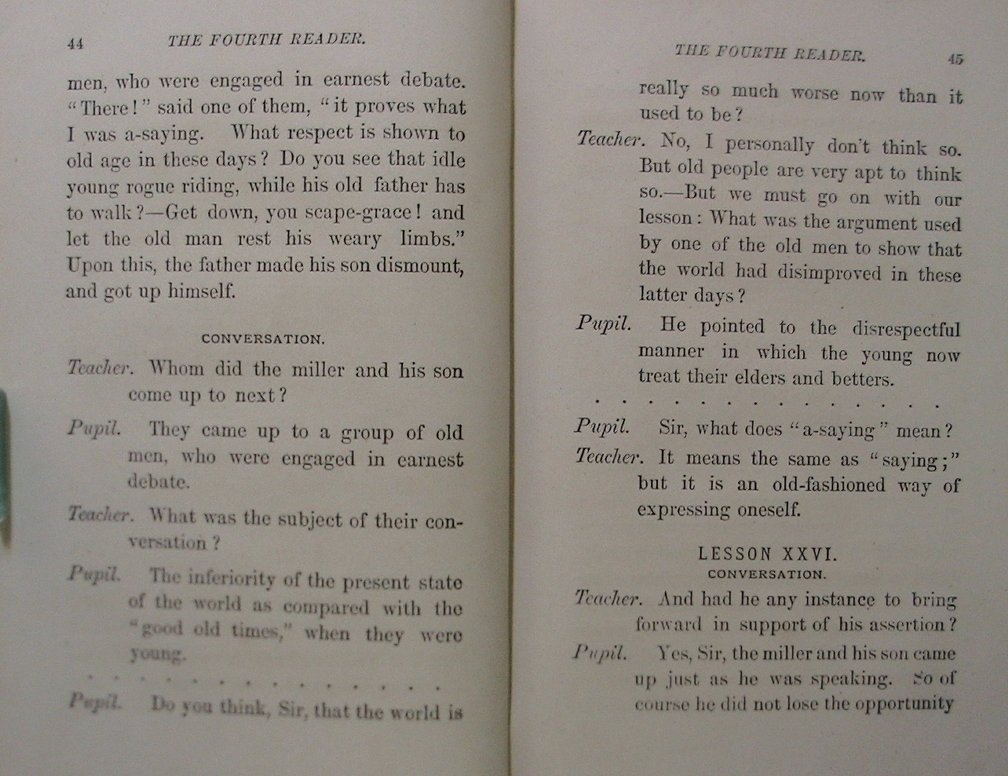 44
THE FOURTH READER.
men, who were engaged in earnest debate.
“There!” said one of them, “it proves what
I was a-saying. What respect is shown to
old age in these days? Do you see that idle
young rogue riding, while his old father has
to walk?—Get down, you scape-grace! and
let the old man rest his weary limbs.”
Upon this, the father made his son dismount,
and got up himself.
CONVERSATION.
Teacher. Whom did the miller and his son
come up to next?
Pupil. They came up to a group of old
men, who were engaged in earnest
debate.
Teacher. What was the subject of their con-
versation?
Pupil. The inferiority of the present state
of the world as compared with the
“good old times,” when they were
young.
. . . . . . . . . . . . . .
Pupil. Do you think, Sir, that the world is
THE FOURTH READER.
45
really so much worse now than it
used to be?
Teacher. No, I personally don't think so.
But old people are very apt to think
so.—But we must go on with our
lesson: What was the argument used
by one of the old men to show that
the world had disimproved in these
latter days?
Pupil. He pointed to the disrespectful
manner in which the young now
treat their elders and betters.
. . . . . . . . . . . . . .
Pupil. Sir, what does “a-saying” mean?
Teacher. It means the same as “saying;”
but it is an old-fashioned way of
expressing oneself.
LESSON XXVI.
CONVERSATION.
Teacher. And had he any instance to bring
forward in support of his assertion?
Pupil. Yes, Sir, the miller and his son came
up just as he was speaking. So of
course he did not lose the opportunity